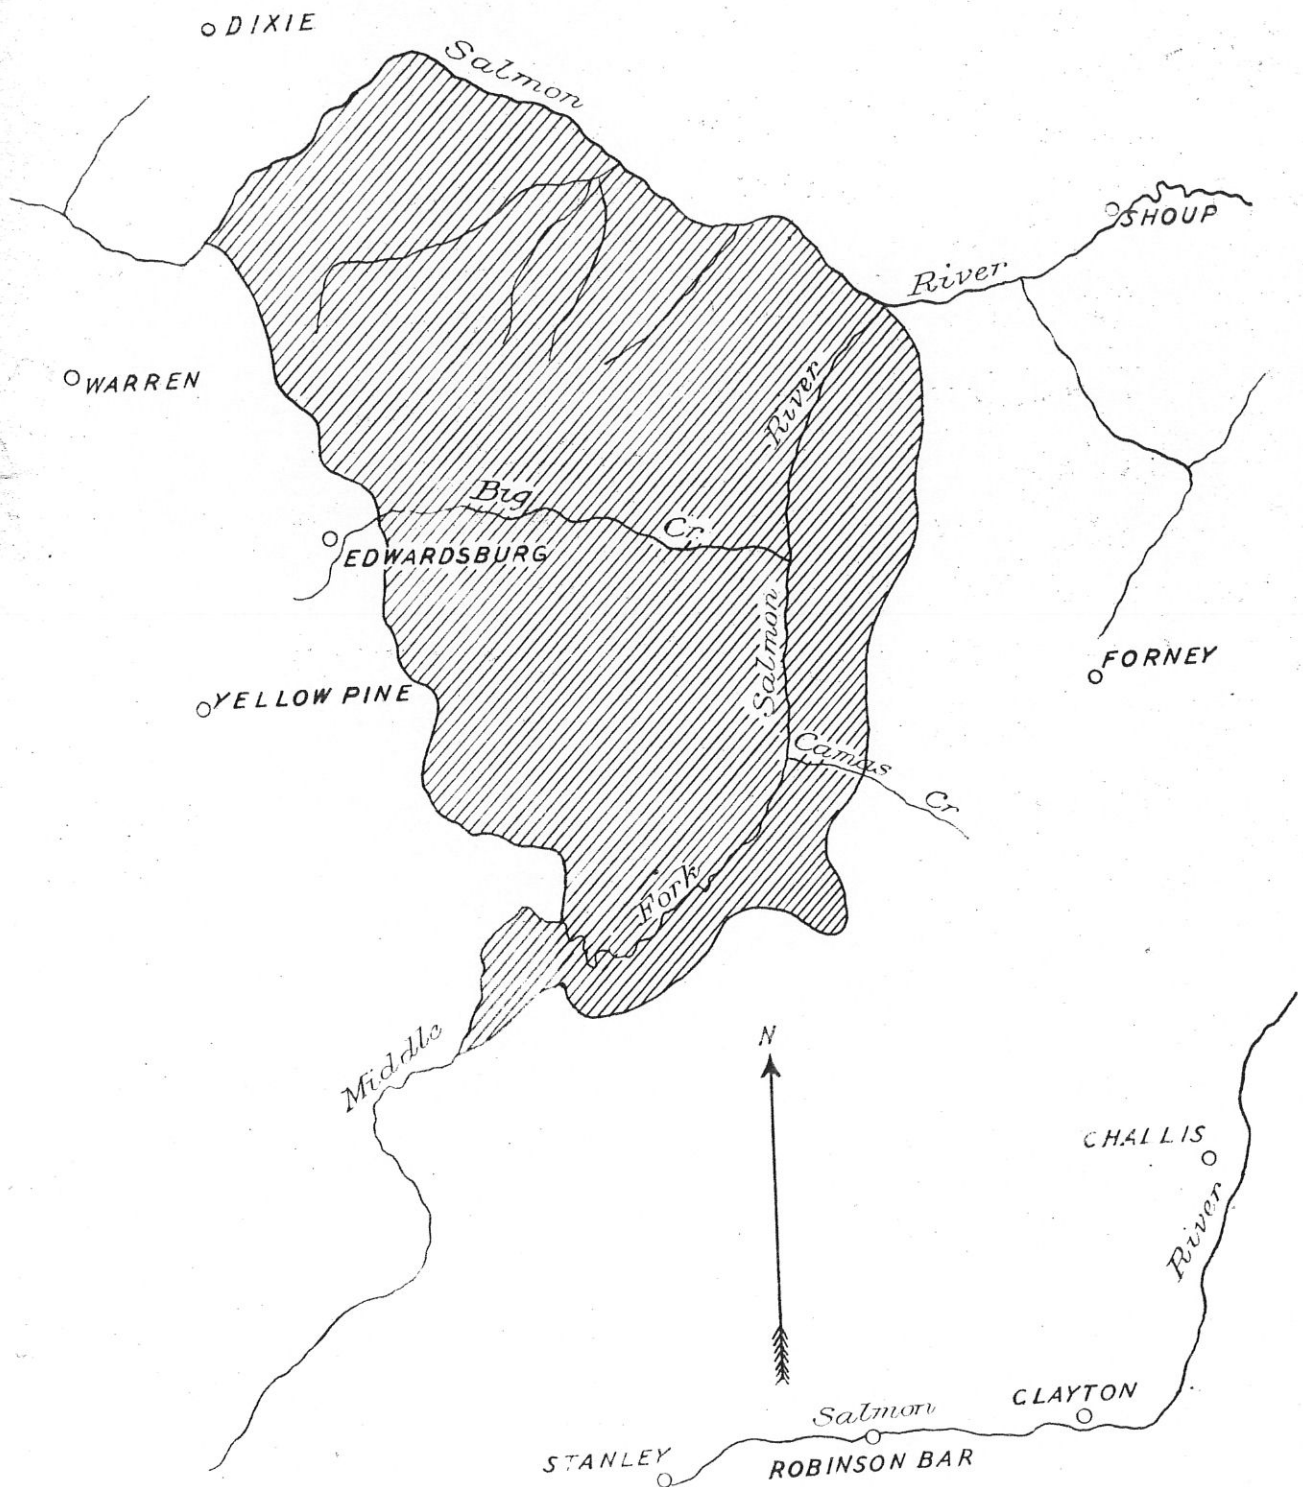 DIXIE
Salmon
SHOUP
River
WARREN
River
Big
Cr.
EDWARDSBURG
Salmon
FORNEY
YELLOW PINE
Camas
Cr
Fork
Middle
N
CHALLIS
River
CLAYTON
Salmon
STANLEY
ROBINSON BAR